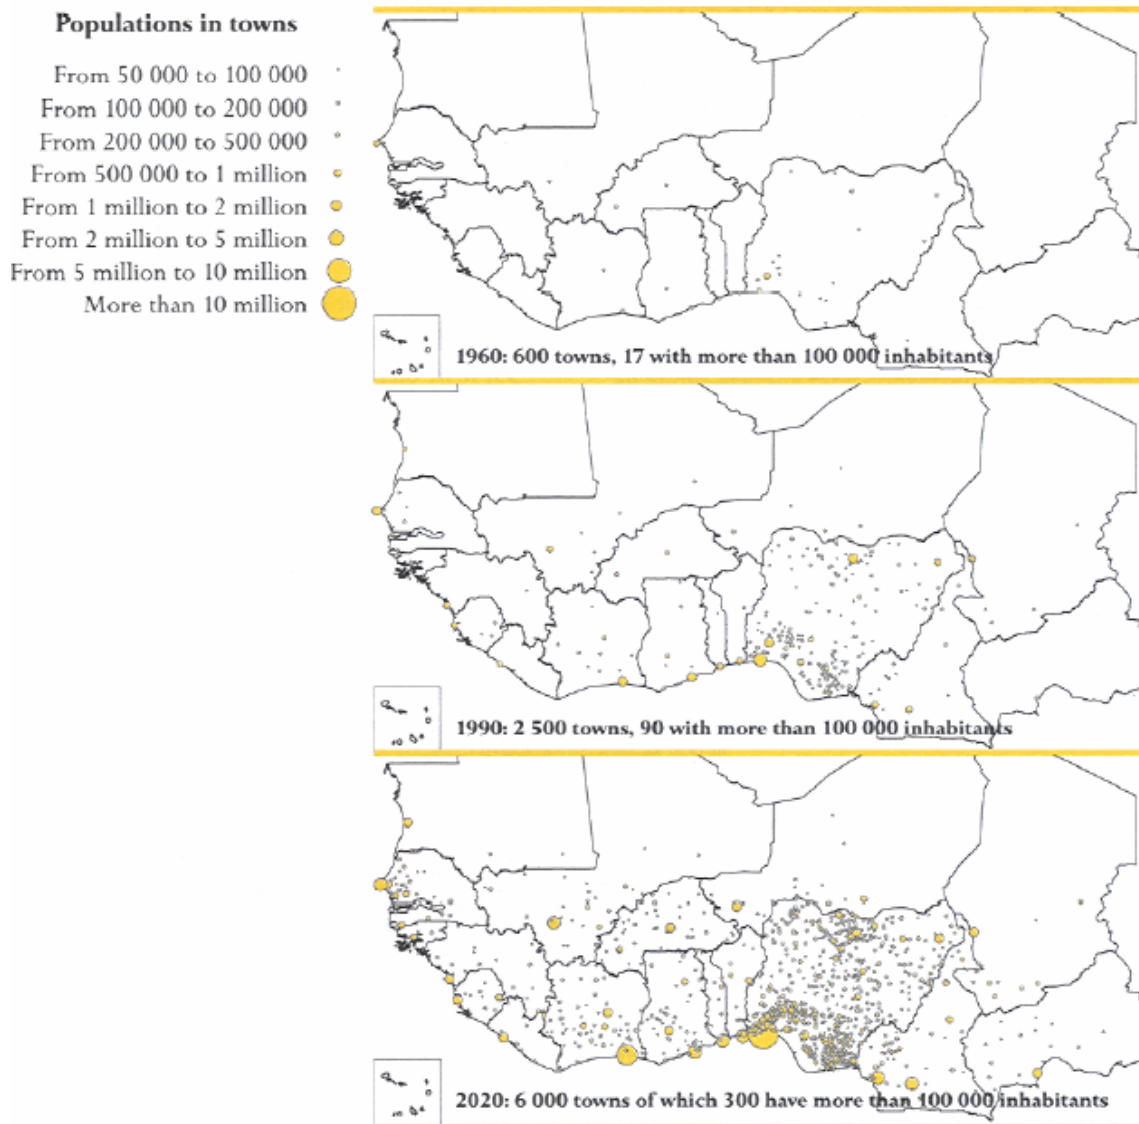 Populations in towns
From 50 000 to 100 000
From 100 000 to 200 000
From 200 000 to 500 000
From 500 000 to 1 million
From 1 million to 2 million
From 2 million to 5 million
From 5 million to 10 million
More than 10 million
1960: 600 towns, 17 with more than 100 000 inhabitants
1990: 2 500 towns, 90 with more than 100 000 inhabitants
2020: 6 000 towns of which 300 have more than 100 000 inhabitants